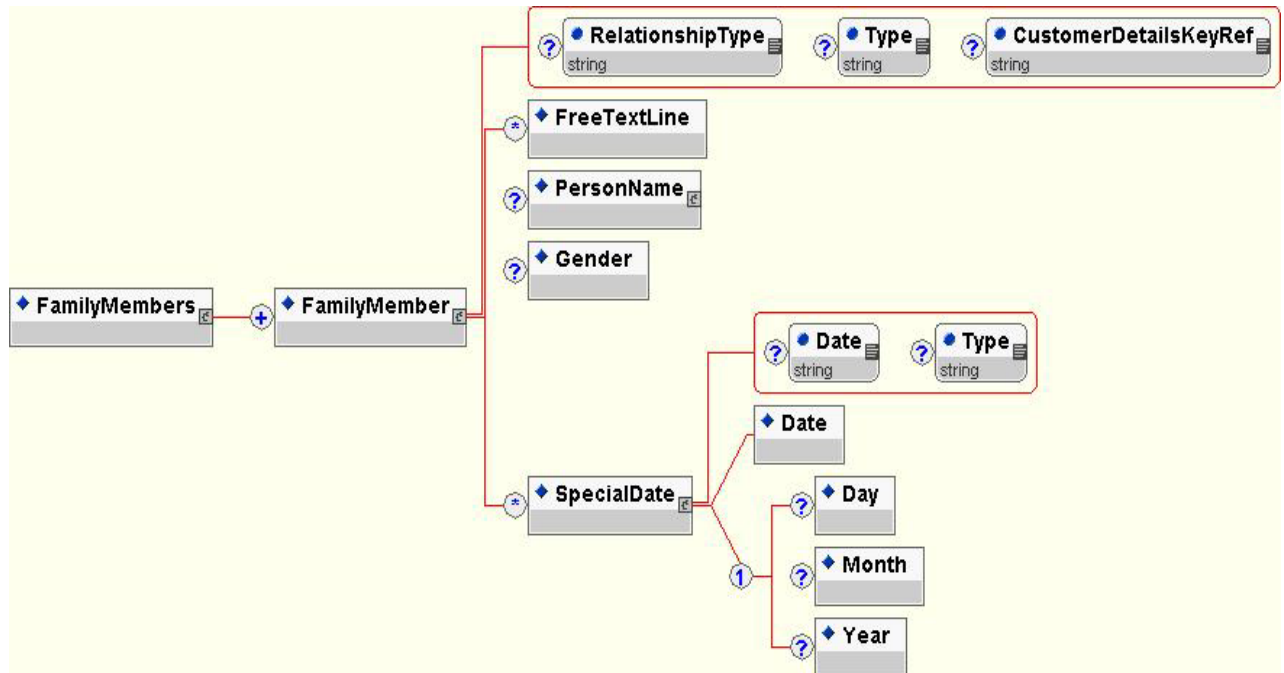 ? RelationshipType ? Type ? CustomerDetailsKeyRef
string string string
* FreeTextLine
? PersonName
? Gender
FamilyMembers + FamilyMember
? Date ? Type
string string
Date
* SpecialDate
? Day
1 ? Month
? Year